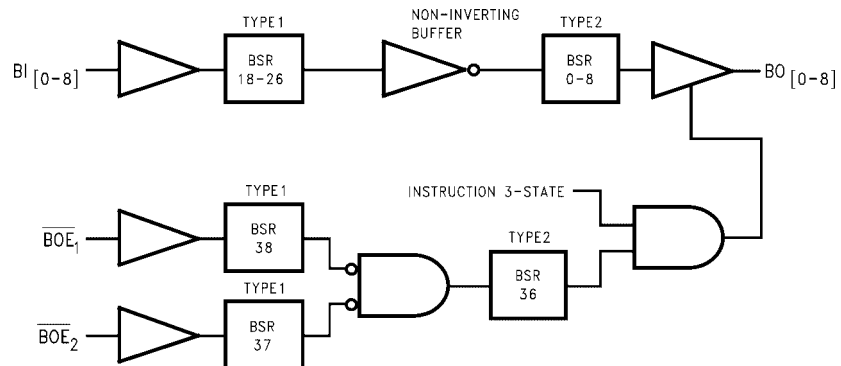 TYPE1
NON-INVERTING
BUFFER
TYPE2
BI [0-8]
BSR
18-26
BSR
0-8
BO [0-8]
TYPE1
INSTRUCTION 3-STATE
BOE1
BSR
38
TYPE2
TYPE1
BSR
36
BOE2
BSR
37